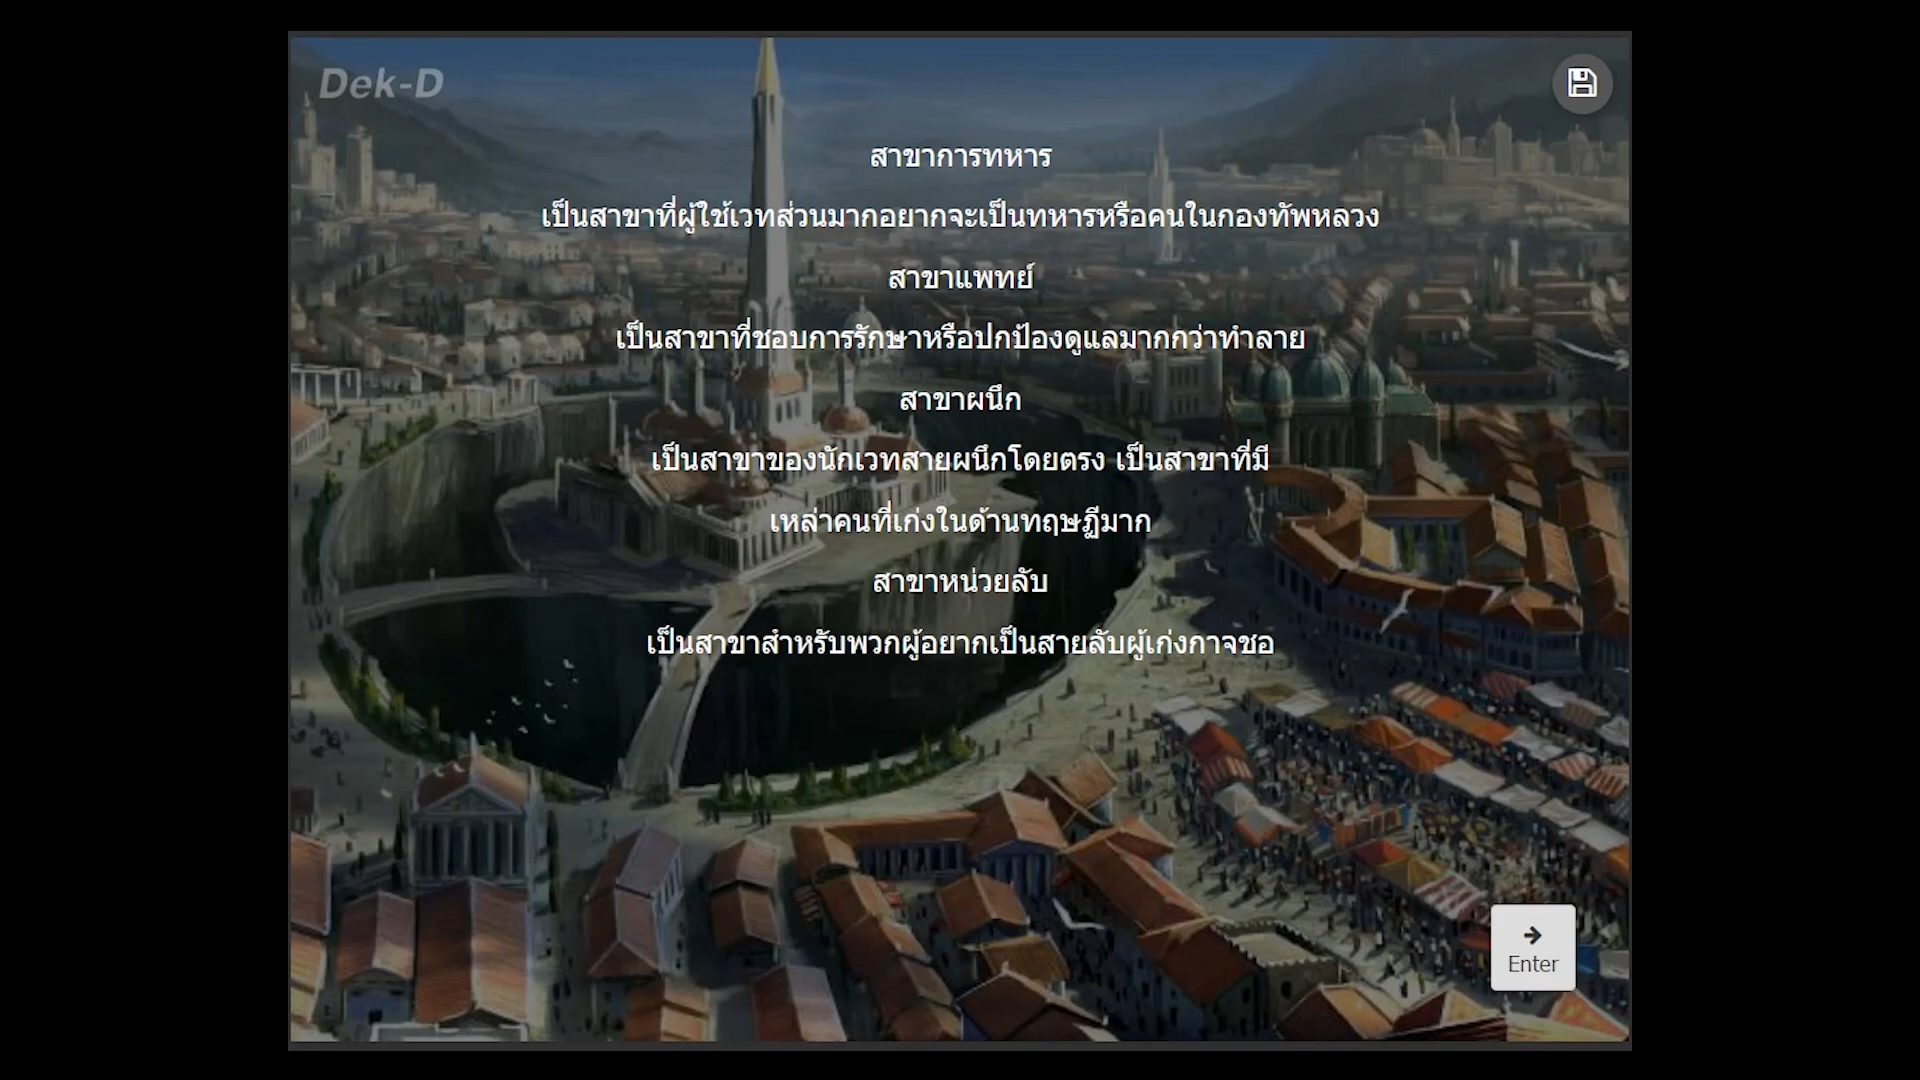 Dek-D
สาขาการทหาร
เป็นสาขาที่ผู้ใช้เวทส่วนมากอยากจะเป็นทหารหรือคนในกองทัพหลวง
สาขาแพทย์
เป็นสาขาที่ชอบการรักษาหรือปกป้องดูแลมากกว่าทำลาย
สาขาผนึก
เป็นสาขาของนักเวทสายผนึกโดยตรง เป็นสาขาที่มี
เหล่าคนที่เก่งในด้านทฤษฎีมาก
สาขาหน่วยลับ
เป็นสาขาสำหรับพวกผู้อยากเป็นสายลับผู้เก่งกาจชอ
Enter